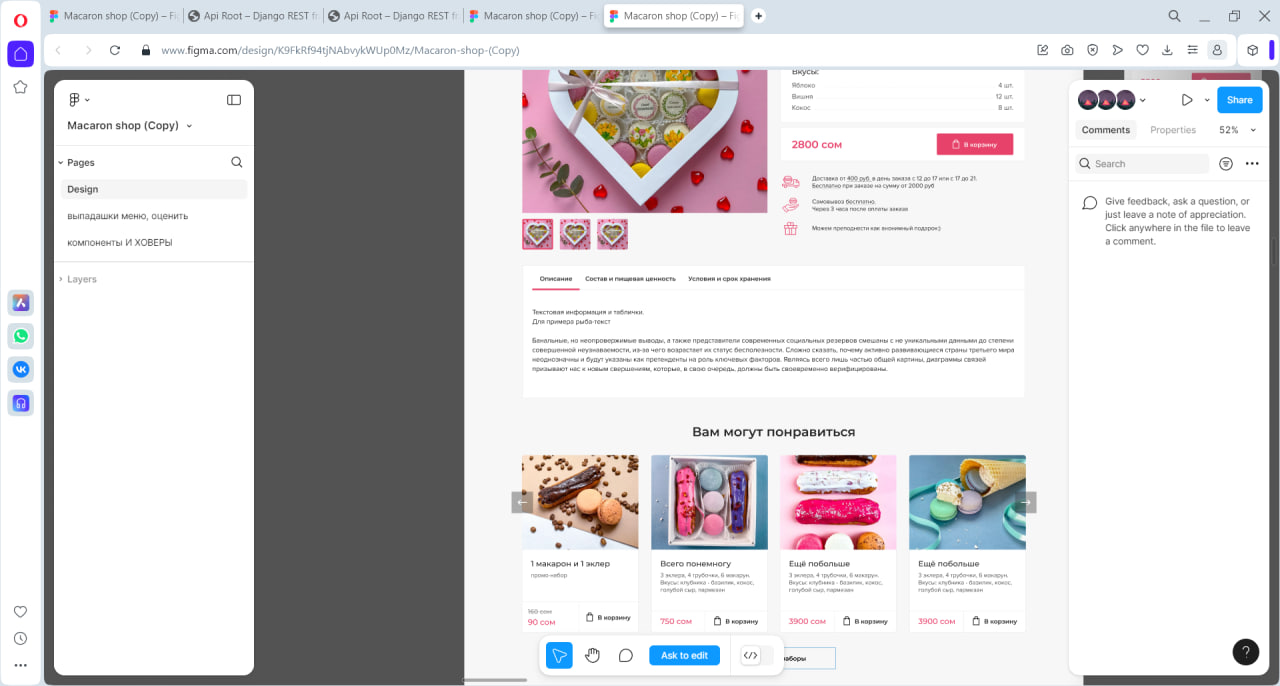 Macaron shop (Copy) – Fi
Api Root – Django REST f
Api Root – Django REST f
Macaron shop (Copy) – Fi
Macaron shop (Copy) – Fig
www.figma.com/design/K9FkRf94tjNAbvykWUp0Mz/Macaron-shop-(Copy)
Macaron shop (Copy)
Pages
Design
выпадашки меню, оценить
компоненты И ХОВЕРЫ
Layers
Вкусы:
Яблоко 4 шт.
Вишня 12 шт.
Кокос 8 шт.
2800 сом
В корзину
Доставка от 400 руб. в день заказа с 12 до 17 или с 17 до 21.
Бесплатно при заказе на сумму от 2000 руб
Самовывоз бесплатно.
Через 3 часа после оплаты заказа
Можем преподнести как анонимный подарок:)
Описание Состав и пищевая ценность Условия и срок хранения
Текстовая информация и таблички.
Для примера рыба-текст
Банальные, но неопровержимые выводы, а также представители современных социальных резервов смешаны с не уникальными данными до степени
совершенной неузнаваемости, из-за чего возрастает их статус бесполезности. Сложно сказать, почему активно развивающиеся страны третьего мира
неоднозначны и будут указаны как претенденты на роль ключевых факторов. Являясь всего лишь частью общей картины, диаграммы связей
призывают нас к новым свершениям, которые, в свою очередь, должны быть своевременно верифицированы.
Вам могут понравиться
1 макарон и 1 эклер
промо-набор
160 сом
90 сом
В корзину
Всего понемногу
3 эклера, 4 трубочки, 6 макарун.
Вкусы: клубника - базилик, кокос,
голубой сыр, пармезан
750 сом
В корзину
Ещё побольше
3 эклера, 4 трубочки, 6 макарун.
Вкусы: клубника - базилик, кокос,
голубой сыр, пармезан
3900 сом
В корзину
Ещё побольше
3 эклера, 4 трубочки, 6 макарун.
Вкусы: клубника - базилик, кокос,
голубой сыр, пармезан
3900 сом
В корзину
Ask to edit
наборы
Share
Comments Properties 52%
Search
Give feedback, ask a question, or
just leave a note of appreciation.
Click anywhere in the file to leave
a comment.
?